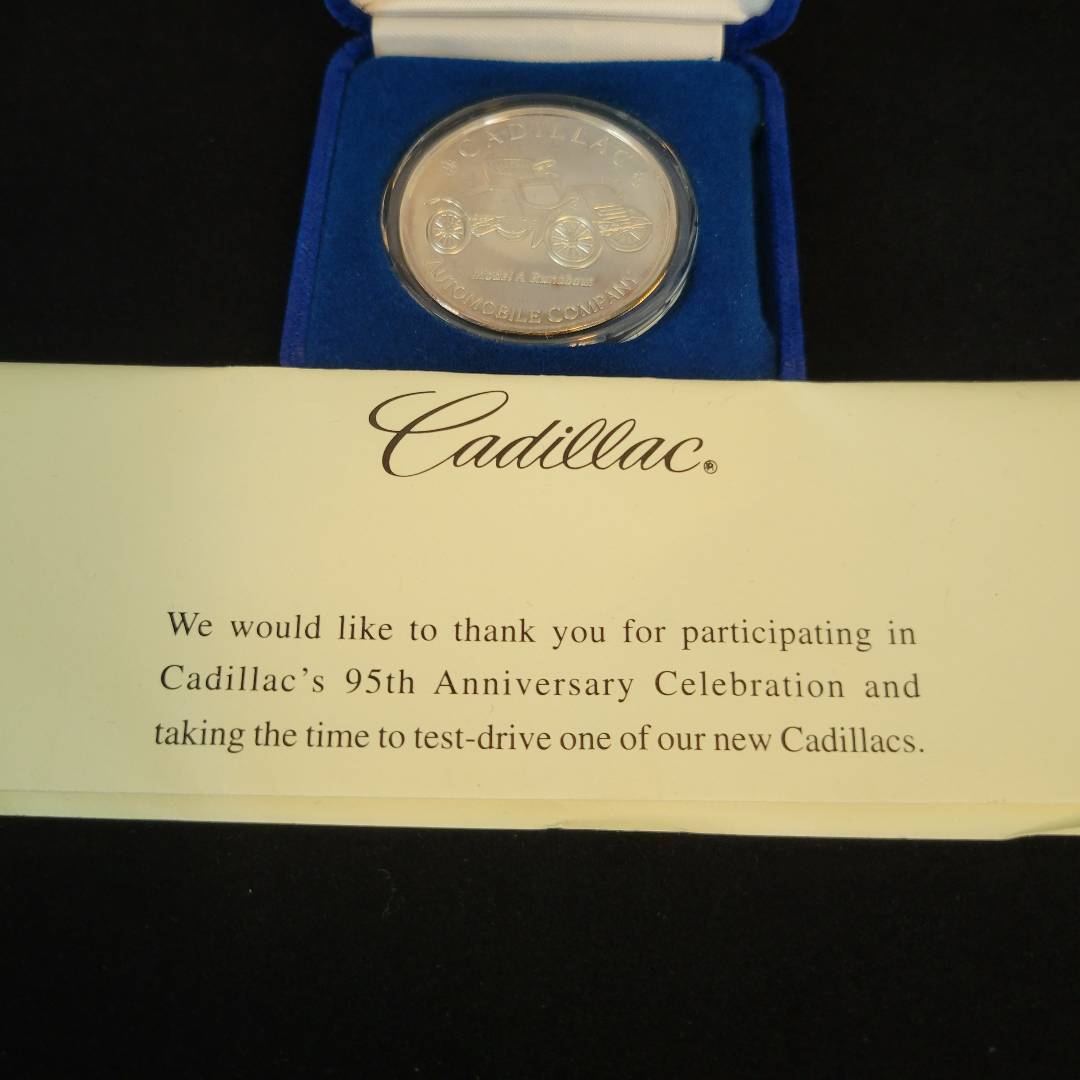 * CADILLAC *
Model A Runabout
AUTOMOBILE COMPANY
Cadillac®
We would like to thank you for participating in
Cadillac's 95th Anniversary Celebration and
taking the time to test-drive one of our new Cadillacs.